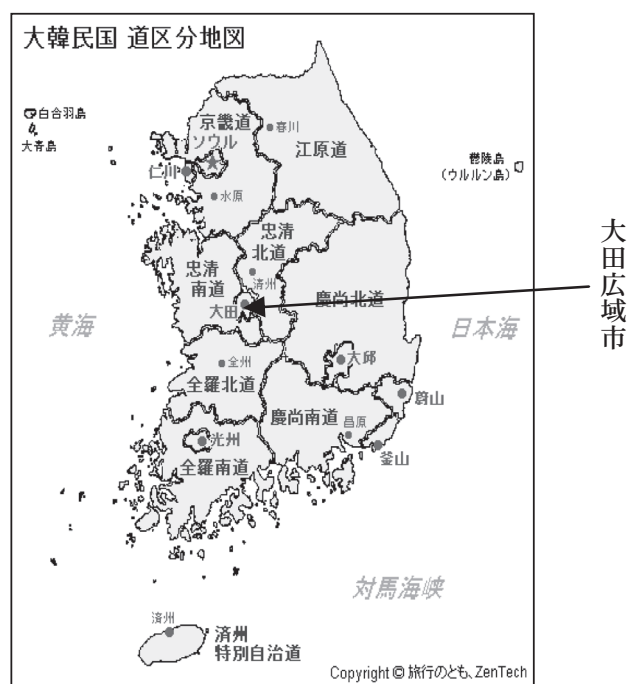 大韓民国 道区分地図
白合羽島
大青島
京畿道
ソウル
仁川
水原
春川
江原道
鬱陵島
(ウルルン島)
忠清
北道
済州
忠清
南道
大田
慶尚北道
大田広域市
黄海
日本海
全州
全羅北道
大邱
蔚山
慶尚南道
昌原
釜山
光州
全羅南道
対馬海峡
済州
済州
特別自治道
Copyright © 旅行のとも、ZenTech